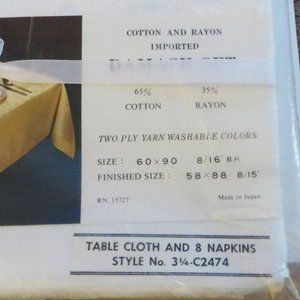 COTTON AND RAYON
IMPORTED
DAMASK SET
65% 35%
COTTON RAYON
TWO PLY YARN WASHABLE COLORS
SIZE: 60×90 8/16" 8H
FINISHED SIZE: 58×88 8/15"
RN. 15727 Made in Japan
TABLE CLOTH AND 8 NAPKINS
STYLE No. 3¼-C2474